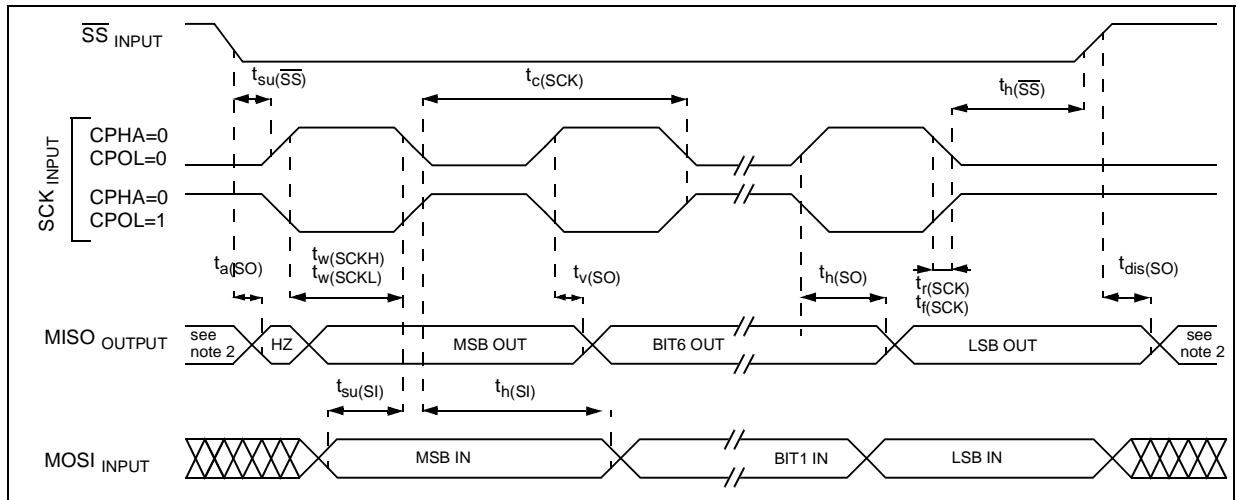 SS INPUT
tsu(SS)
tc(SCK)
th(SS)
SCK INPUT
CPHA=0
CPOL=0
CPHA=0
CPOL=1
ta(SO)
tw(SCKH)
tw(SCKL)
tv(SO)
th(SO)
tr(SCK)
tf(SCK)
tdis(SO)
MISO OUTPUT
see
note 2
HZ
MSB OUT
BIT6 OUT
LSB OUT
see
note 2
tsu(SI)
th(SI)
MOSI INPUT
MSB IN
BIT1 IN
LSB IN